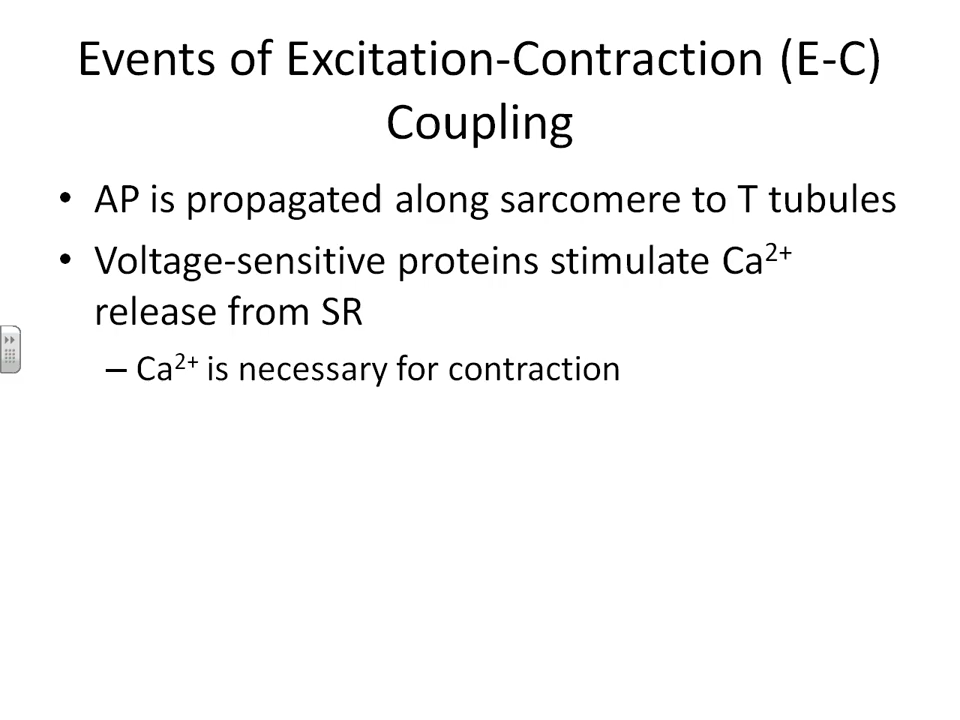 Events of Excitation-Contraction (E-C)
Coupling
• AP is propagated along sarcomere to T tubules
• Voltage-sensitive proteins stimulate Ca²⁺
release from SR
– Ca²⁺ is necessary for contraction